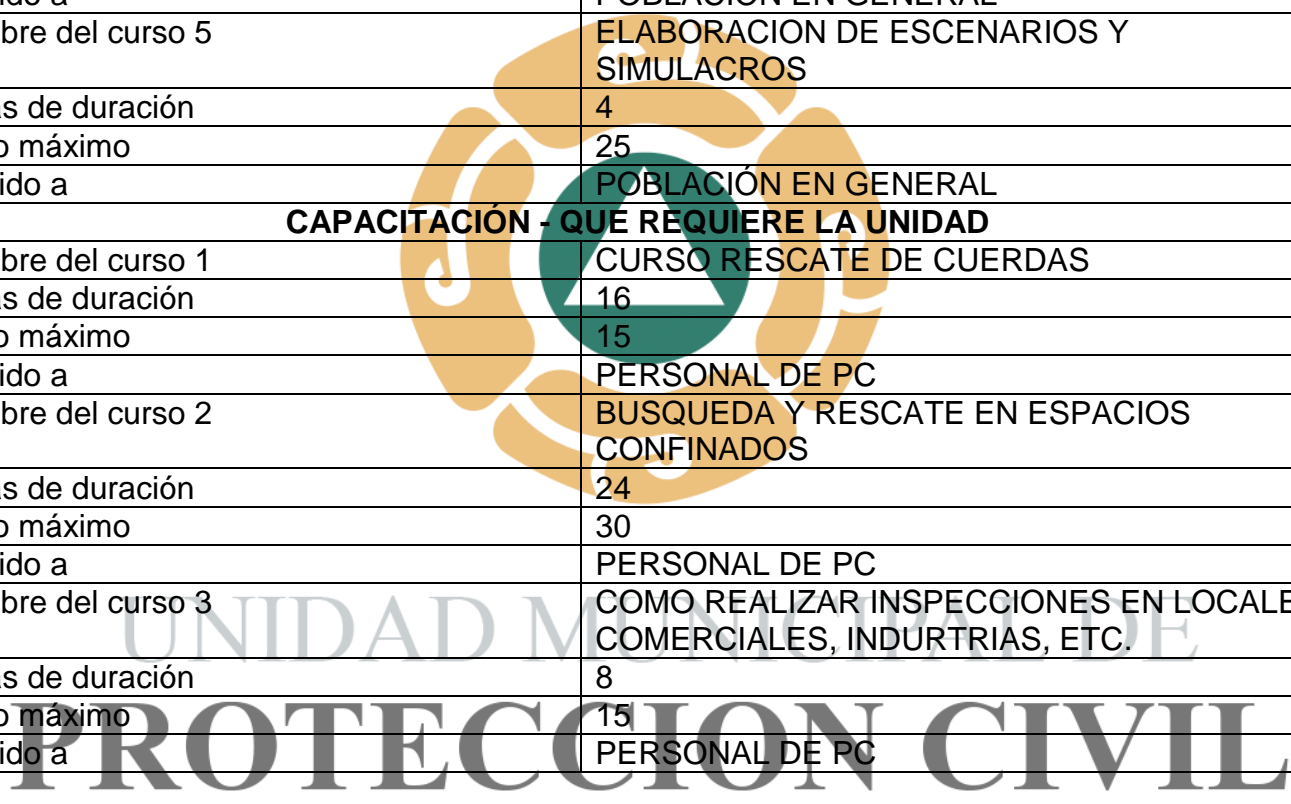 ido a POBLACIÓN EN GENERAL
bre del curso 5 ELABORACION DE ESCENARIOS Y
SIMULACROS
s de duración 4
o máximo 25
ido a POBLACIÓN EN GENERAL
CAPACITACIÓN - QUE REQUIERE LA UNIDAD
bre del curso 1 CURSO RESCATE DE CUERDAS
s de duración 16
o máximo 15
ido a PERSONAL DE PC
bre del curso 2 BUSQUEDA Y RESCATE EN ESPACIOS
CONFINADOS
s de duración 24
o máximo 30
ido a PERSONAL DE PC
bre del curso 3 COMO REALIZAR INSPECCIONES EN LOCALE
COMERCIALES, INDURTRIAS, ETC.
s de duración 8
o máximo 15
ido a PERSONAL DE PC
UNIDAD MUNICIPAL DE
PROTECCION CIVIL